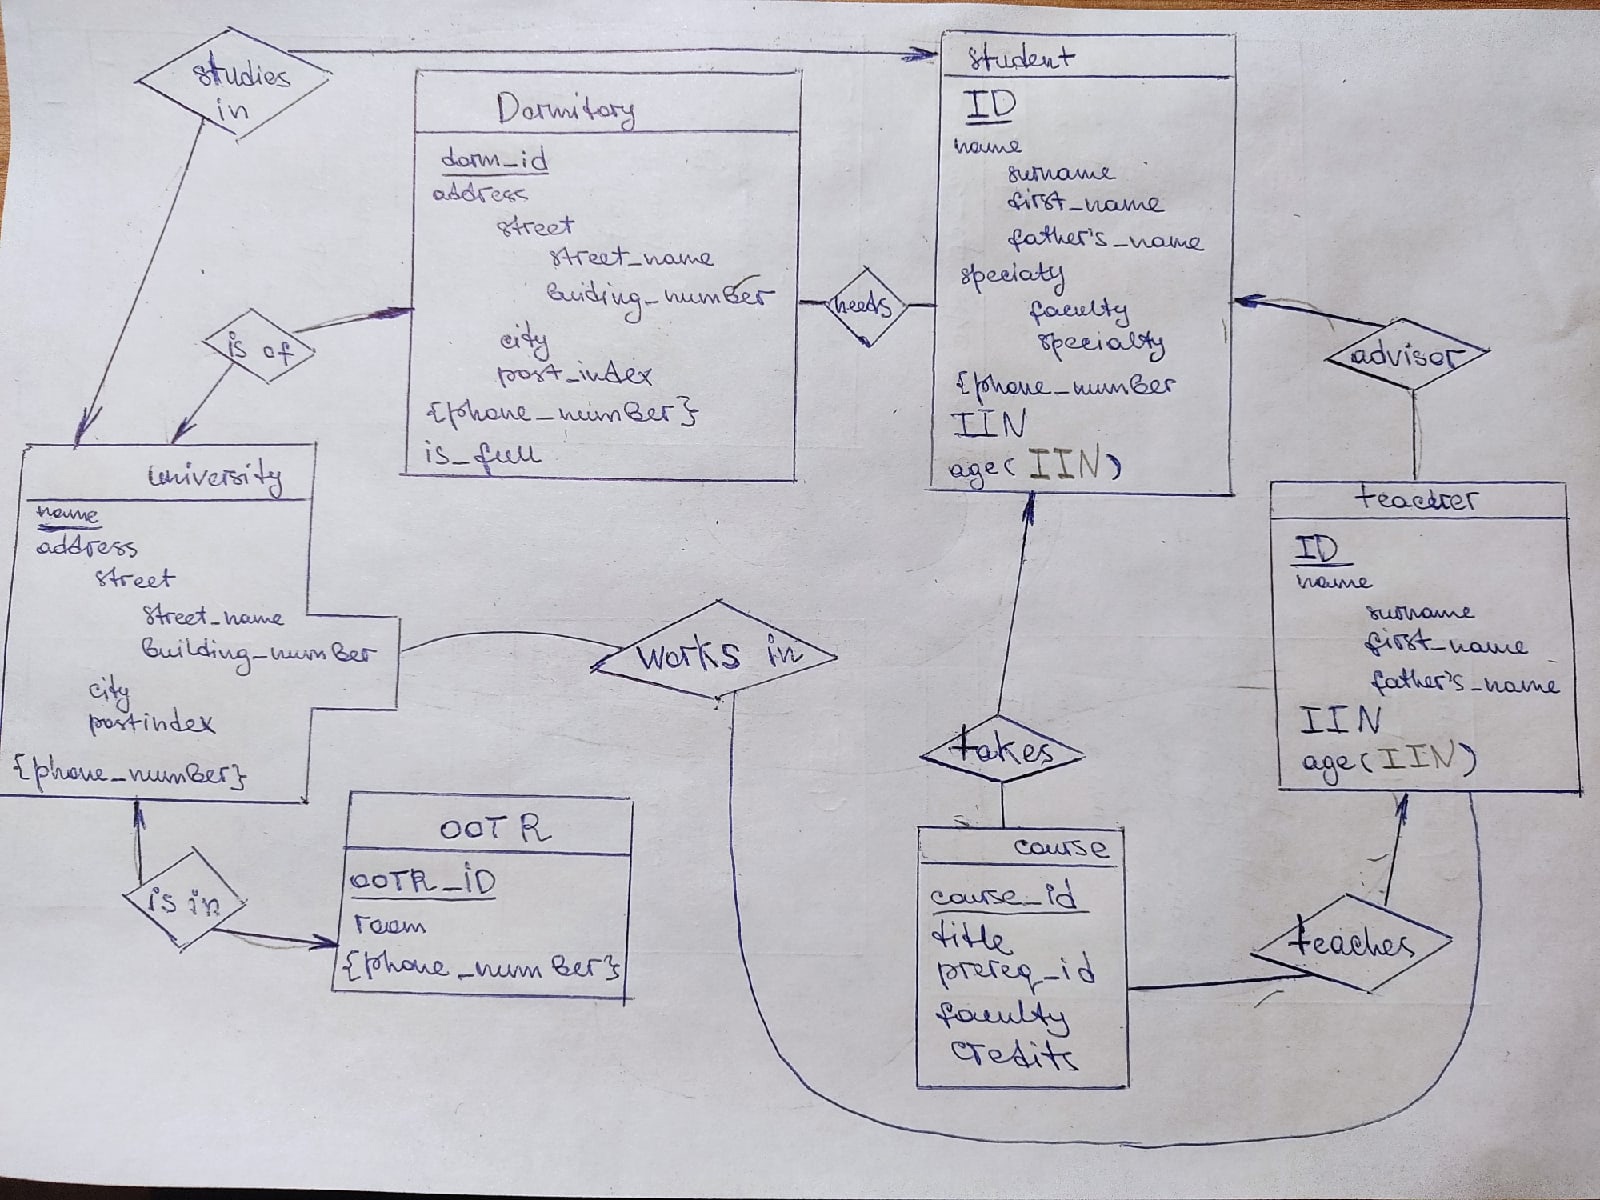 studies
in
Dormitory
dorm_id
address
street
street_name
buiding_number
city
post_index
{phone_number}
is_full
needs
student
ID
name
surname
first_name
father's_name
specialty
faculty
specialty
{phone_number
IIN
age(IIN)
is of
advisor
university
name
address
street
street_name
building_number
city
postindex
{phone_number}
works in
takes
teacher
ID
name
surname
first_name
father's_name
IIN
age(IIN)
is in
OOTR
OOTR_iD
room
{phone_number}
course
course_id
title
prereq_id
faculty
credits
teaches